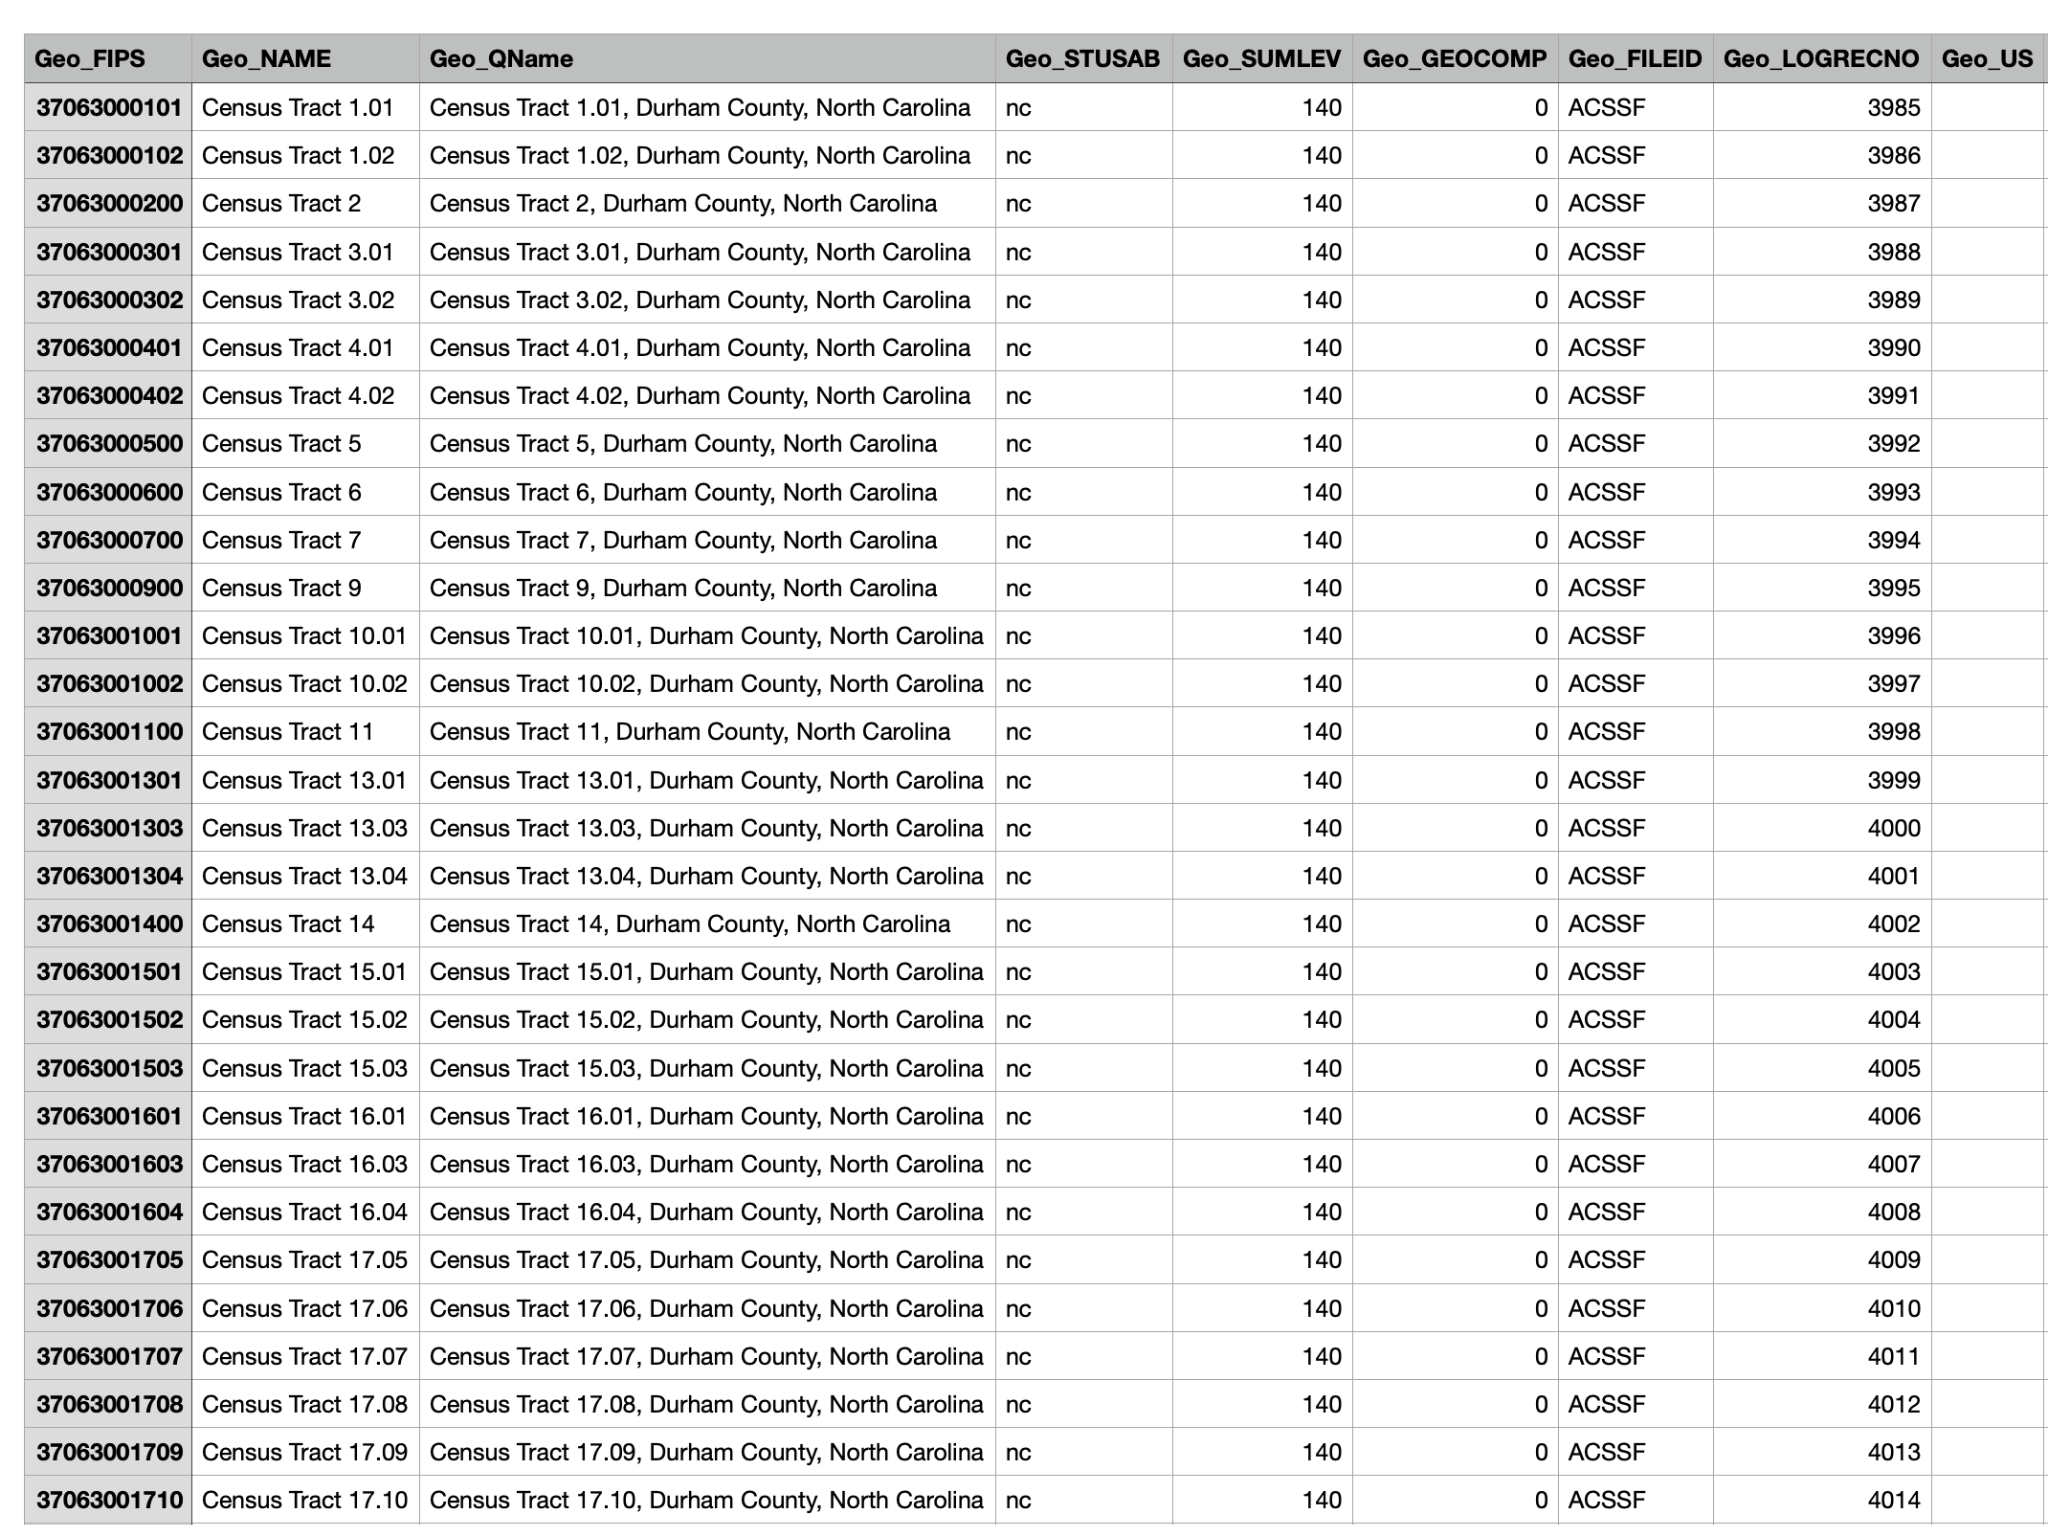 Geo_FIPS Geo_NAME Geo_QName Geo_STUSAB Geo_SUMLEV Geo_GEOCOMP Geo_FILEID Geo_LOGRECNO Geo_US
37063000101 Census Tract 1.01 Census Tract 1.01, Durham County, North Carolina nc 140 0 ACSSF 3985
37063000102 Census Tract 1.02 Census Tract 1.02, Durham County, North Carolina nc 140 0 ACSSF 3986
37063000200 Census Tract 2 Census Tract 2, Durham County, North Carolina nc 140 0 ACSSF 3987
37063000301 Census Tract 3.01 Census Tract 3.01, Durham County, North Carolina nc 140 0 ACSSF 3988
37063000302 Census Tract 3.02 Census Tract 3.02, Durham County, North Carolina nc 140 0 ACSSF 3989
37063000401 Census Tract 4.01 Census Tract 4.01, Durham County, North Carolina nc 140 0 ACSSF 3990
37063000402 Census Tract 4.02 Census Tract 4.02, Durham County, North Carolina nc 140 0 ACSSF 3991
37063000500 Census Tract 5 Census Tract 5, Durham County, North Carolina nc 140 0 ACSSF 3992
37063000600 Census Tract 6 Census Tract 6, Durham County, North Carolina nc 140 0 ACSSF 3993
37063000700 Census Tract 7 Census Tract 7, Durham County, North Carolina nc 140 0 ACSSF 3994
37063000900 Census Tract 9 Census Tract 9, Durham County, North Carolina nc 140 0 ACSSF 3995
37063001001 Census Tract 10.01 Census Tract 10.01, Durham County, North Carolina nc 140 0 ACSSF 3996
37063001002 Census Tract 10.02 Census Tract 10.02, Durham County, North Carolina nc 140 0 ACSSF 3997
37063001100 Census Tract 11 Census Tract 11, Durham County, North Carolina nc 140 0 ACSSF 3998
37063001301 Census Tract 13.01 Census Tract 13.01, Durham County, North Carolina nc 140 0 ACSSF 3999
37063001303 Census Tract 13.03 Census Tract 13.03, Durham County, North Carolina nc 140 0 ACSSF 4000
37063001304 Census Tract 13.04 Census Tract 13.04, Durham County, North Carolina nc 140 0 ACSSF 4001
37063001400 Census Tract 14 Census Tract 14, Durham County, North Carolina nc 140 0 ACSSF 4002
37063001501 Census Tract 15.01 Census Tract 15.01, Durham County, North Carolina nc 140 0 ACSSF 4003
37063001502 Census Tract 15.02 Census Tract 15.02, Durham County, North Carolina nc 140 0 ACSSF 4004
37063001503 Census Tract 15.03 Census Tract 15.03, Durham County, North Carolina nc 140 0 ACSSF 4005
37063001601 Census Tract 16.01 Census Tract 16.01, Durham County, North Carolina nc 140 0 ACSSF 4006
37063001603 Census Tract 16.03 Census Tract 16.03, Durham County, North Carolina nc 140 0 ACSSF 4007
37063001604 Census Tract 16.04 Census Tract 16.04, Durham County, North Carolina nc 140 0 ACSSF 4008
37063001705 Census Tract 17.05 Census Tract 17.05, Durham County, North Carolina nc 140 0 ACSSF 4009
37063001706 Census Tract 17.06 Census Tract 17.06, Durham County, North Carolina nc 140 0 ACSSF 4010
37063001707 Census Tract 17.07 Census Tract 17.07, Durham County, North Carolina nc 140 0 ACSSF 4011
37063001708 Census Tract 17.08 Census Tract 17.08, Durham County, North Carolina nc 140 0 ACSSF 4012
37063001709 Census Tract 17.09 Census Tract 17.09, Durham County, North Carolina nc 140 0 ACSSF 4013
37063001710 Census Tract 17.10 Census Tract 17.10, Durham County, North Carolina nc 140 0 ACSSF 4014